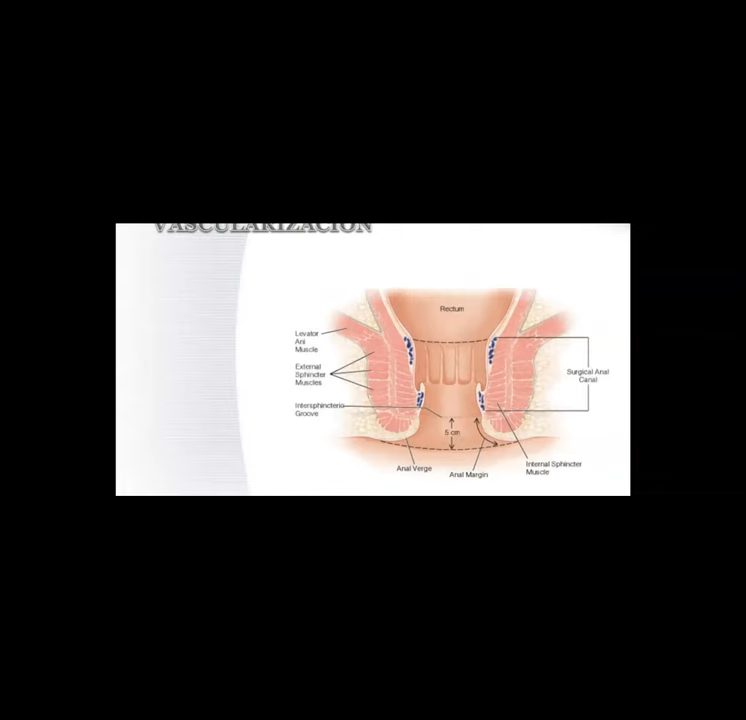 VASCULARIZACIÓN
Rectum
Levator
Ani
Muscle
External
Sphincter
Muscles
Intersphincteric
Groove
Surgical Anal
Canal
5 cm
Anal Verge
Anal Margin
Internal Sphincter
Muscle